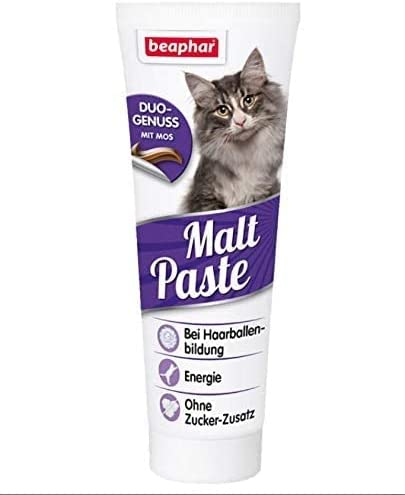 beaphar
DUO-
GENUSS
MIT MOS
Malt
Paste
Bei Haarballen-
bildung
Energie
Ohne
Zucker-Zusatz